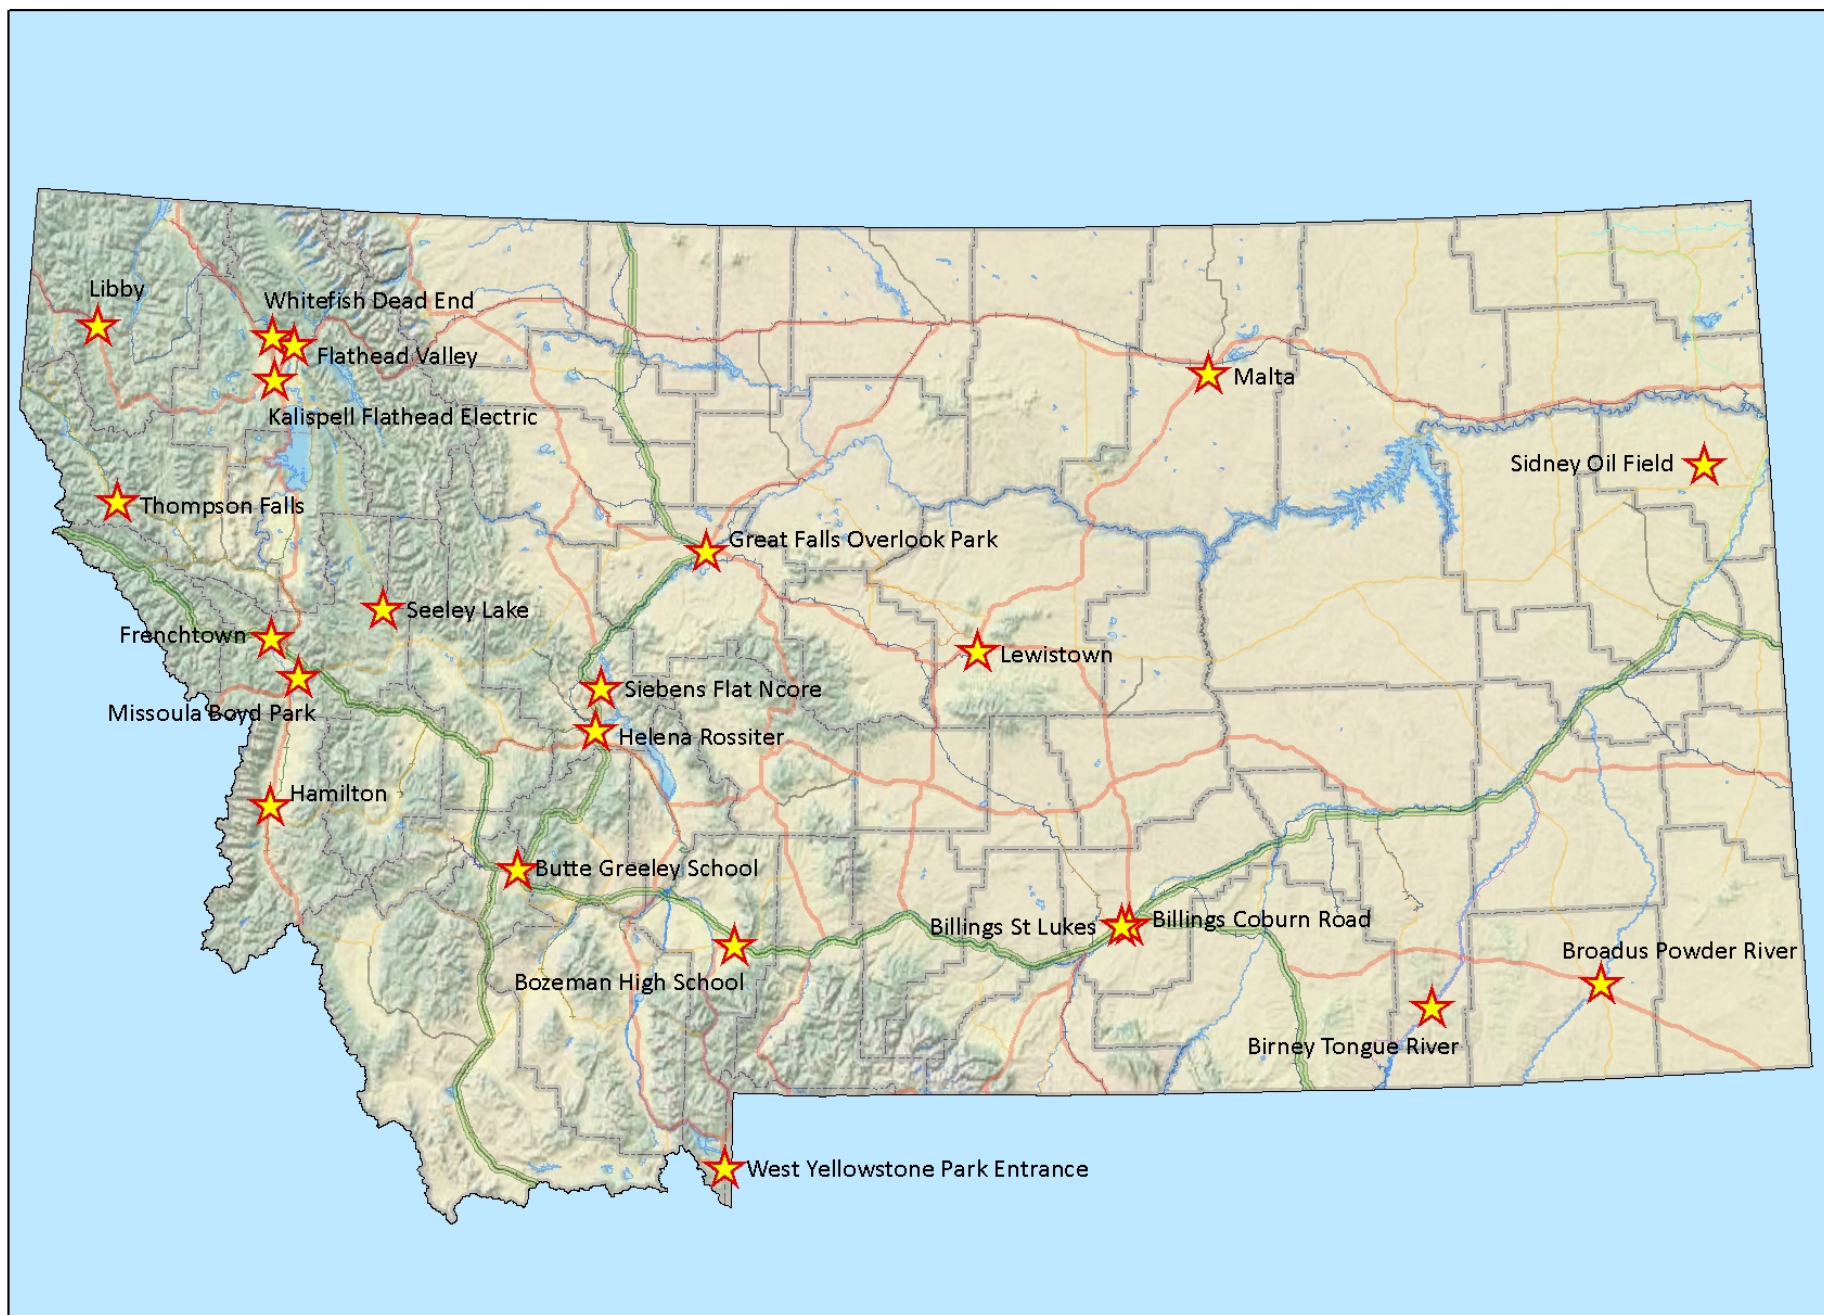 Libby
Whitefish Dead End
Flathead Valley
Malta
Kalispell Flathead Electric
Sidney Oil Field
Thompson Falls
Great Falls Overlook Park
Seeley Lake
Frenchtown
Lewistown
Siebens Flat Ncore
Missoula Boyd Park
Helena Rossiter
Hamilton
Butte Greeley School
Billings St Lukes
Billings Coburn Road
Broadus Powder River
Bozeman High School
Birney Tongue River
West Yellowstone Park Entrance